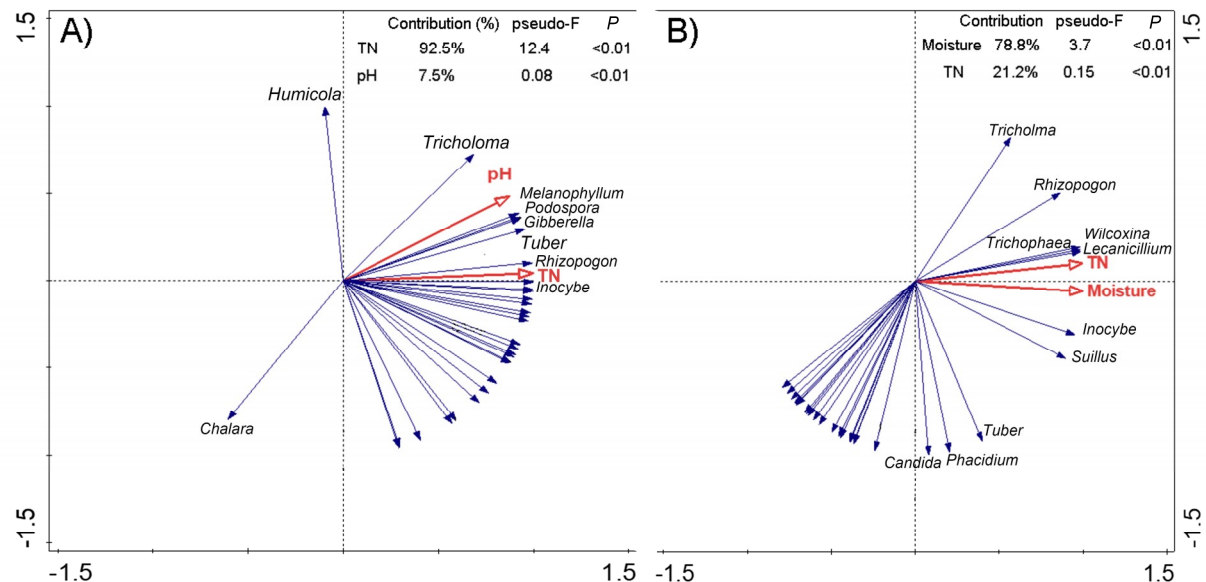 A)
Contribution (%) pseudo-F P
TN 92.5% 12.4 <0.01
pH 7.5% 0.08 <0.01
1.5
Humicola
Tricholoma
pH
Melanophyllum
Podospora
Gibberella
Tuber
Rhizopogon
TN
Inocybe
Chalara
-1.5
-1.5 1.5
B)
Contribution pseudo-F P
Moisture 78.8% 3.7 <0.01
TN 21.2% 0.15 <0.01
1.5
Tricholma
Rhizopogon
Wilcoxina
Trichophaea
Lecanicillium
TN
Moisture
Inocybe
Suillus
Tuber
Candida Phacidium
-1.5
-1.5 1.5